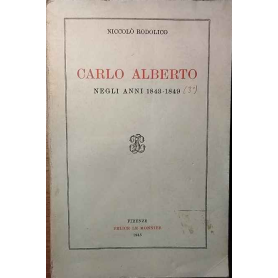 NICCOLÒ RODOLICO
CARLO ALBERTO
NEGLI ANNI 1843-1849
FIRENZE
FELICE LE MONNIER